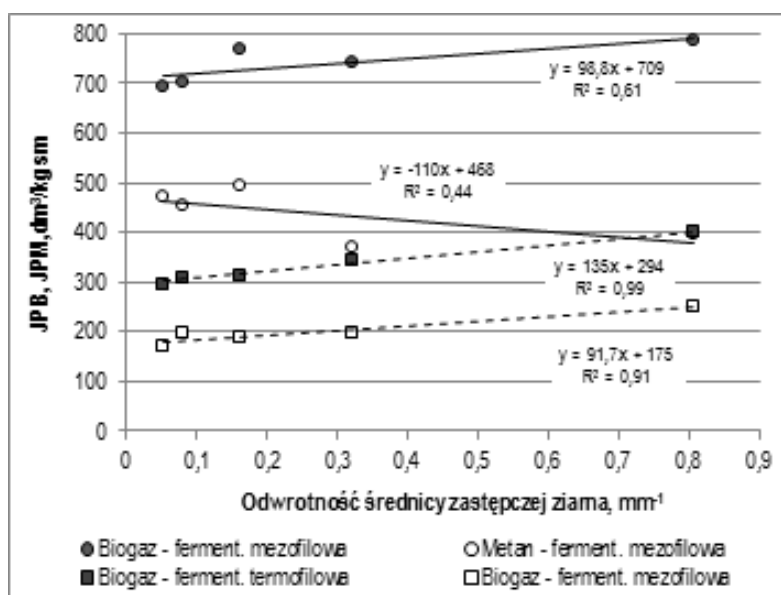 800
700
600
500
400
300
200
100
0
JPB, JPM,dm³/kg sm
y = 98,8x + 709
R² = 0,61
y = -110x + 468
R² = 0,44
y = 135x + 294
R² = 0,99
y = 91,7x + 175
R² = 0,91
0 0,1 0,2 0,3 0,4 0,5 0,6 0,7 0,8 0,9
Odwrotność średnicy zastępczej ziarna, mm⁻¹
Biogaz - ferment. mezofilowa Metan - ferment. mezofilowa
Biogaz - ferment. termofilowa Biogaz - ferment. mezofilowa